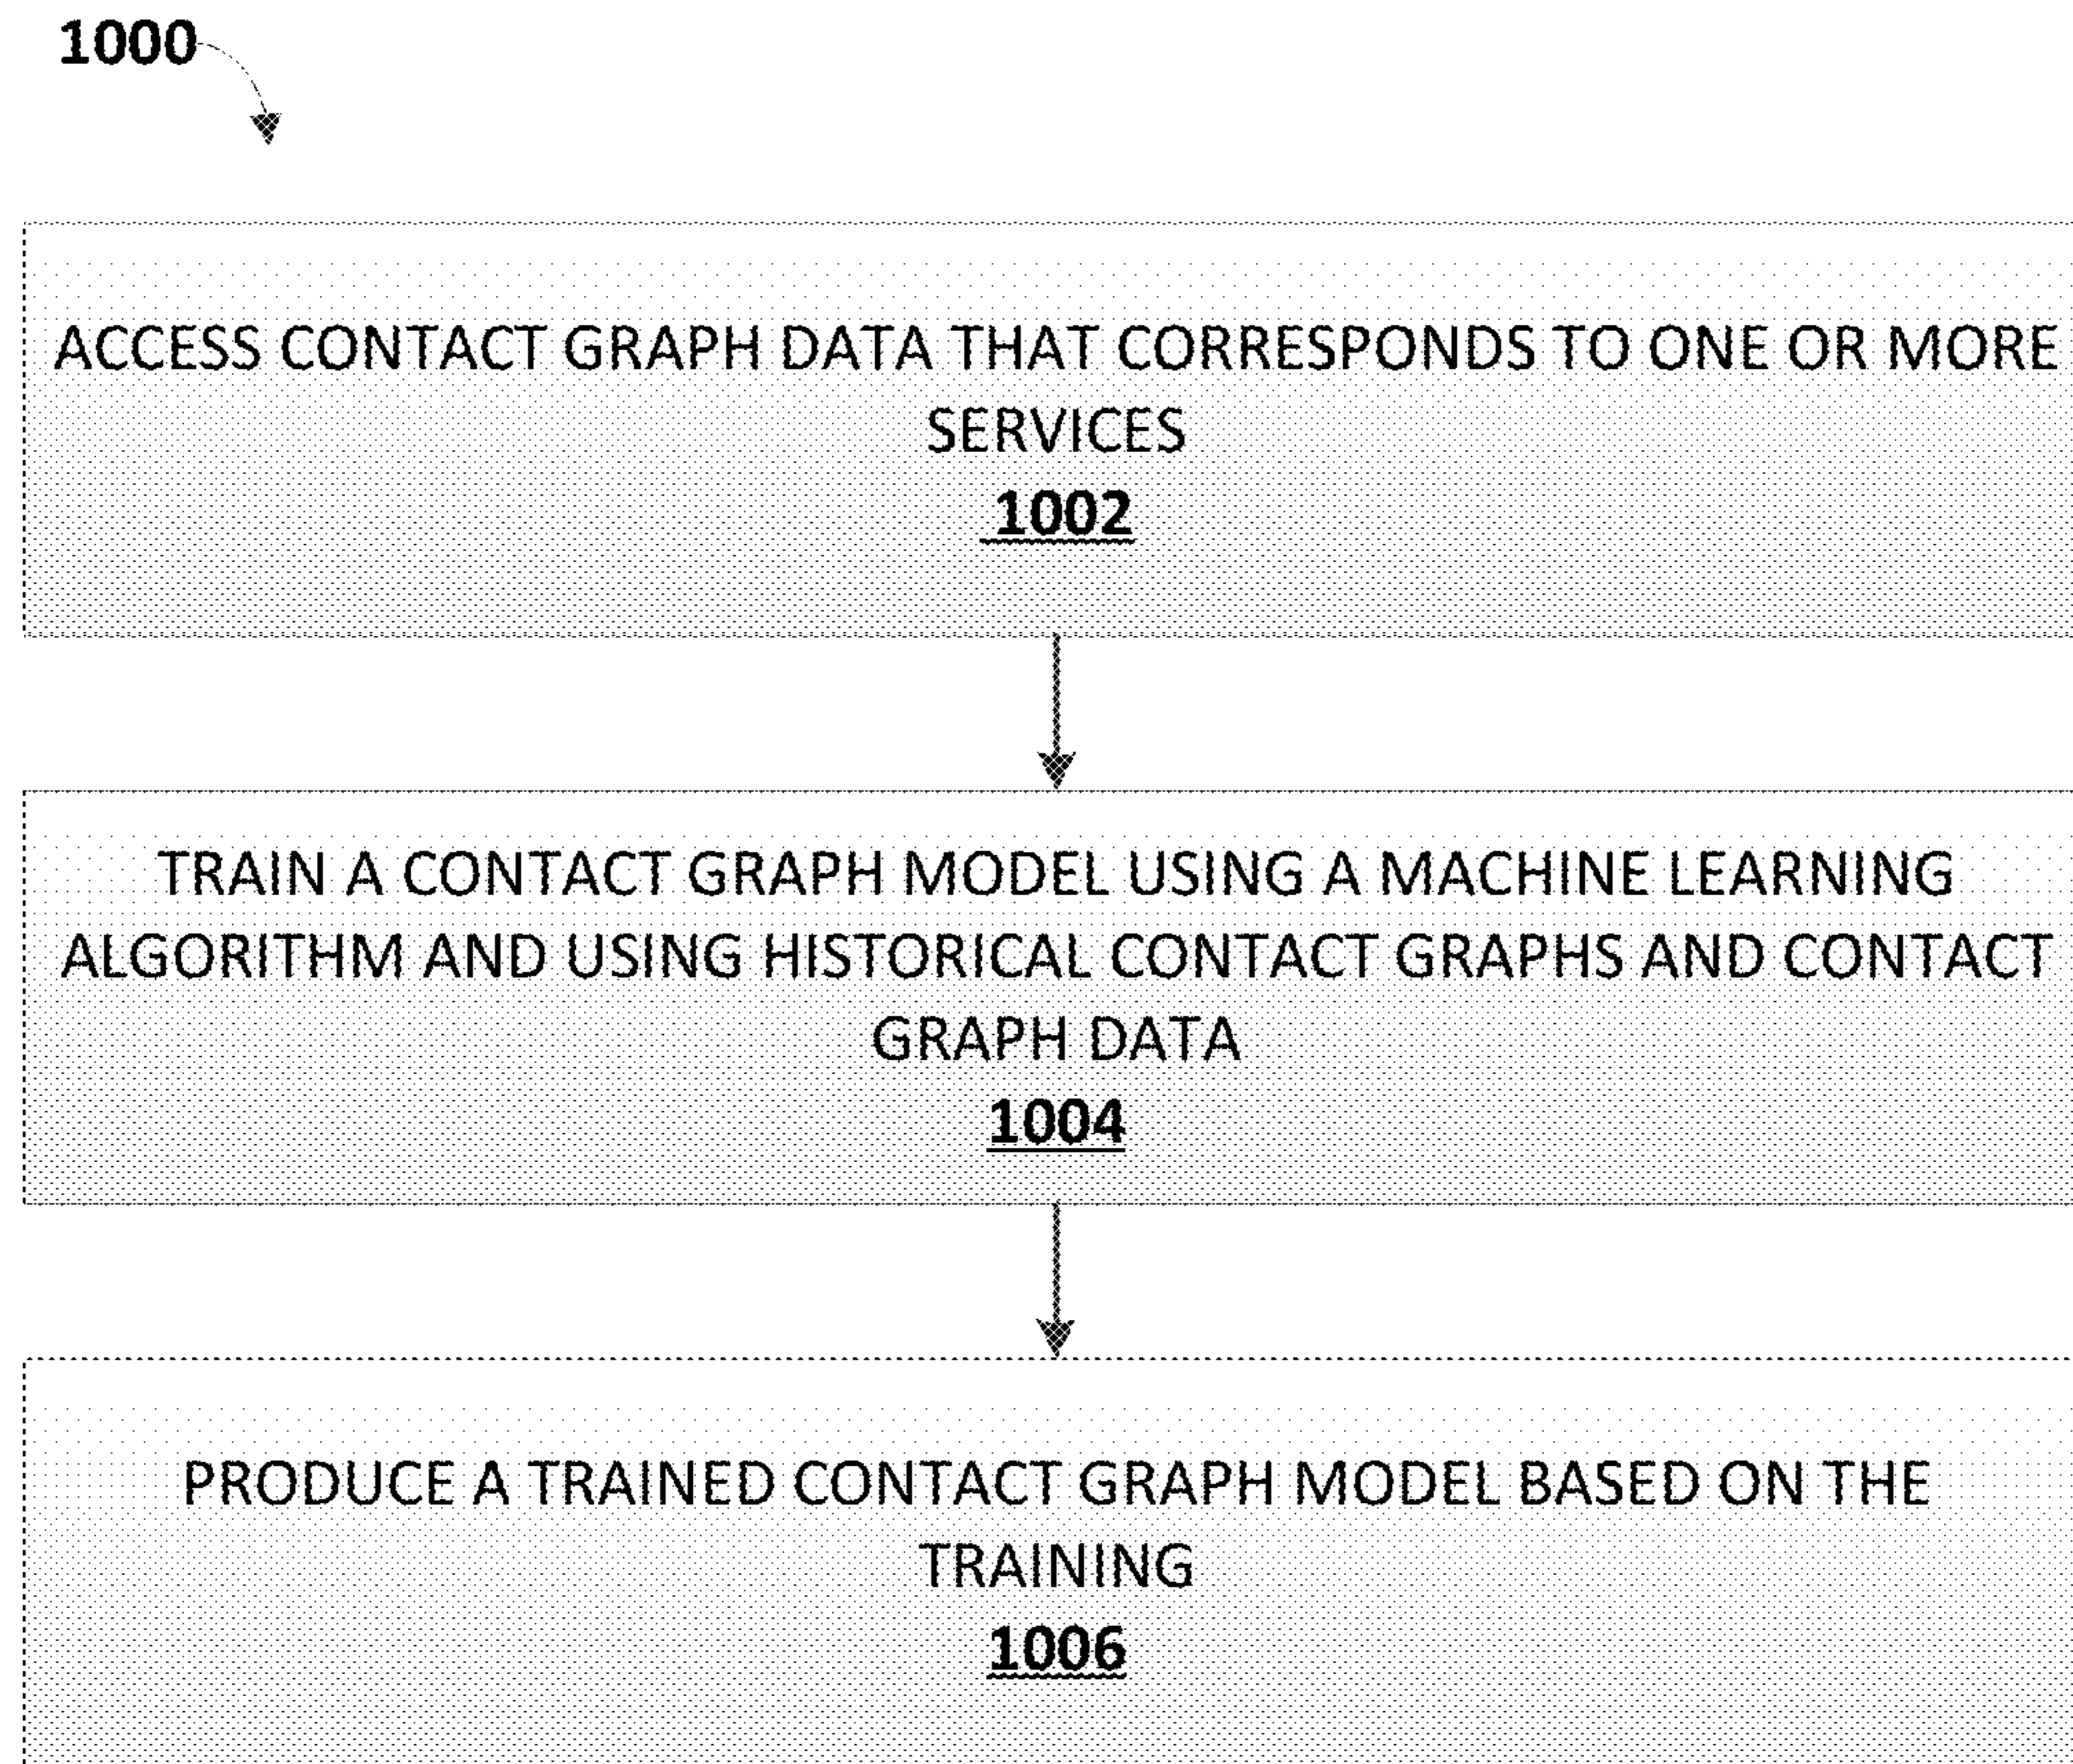 1000
ACCESS CONTACT GRAPH DATA THAT CORRESPONDS TO ONE OR MORE
SERVICES
1002
TRAIN A CONTACT GRAPH MODEL USING A MACHINE LEARNING
ALGORITHM AND USING HISTORICAL CONTACT GRAPHS AND CONTACT
GRAPH DATA
1004
PRODUCE A TRAINED CONTACT GRAPH MODEL BASED ON THE
TRAINING
1006